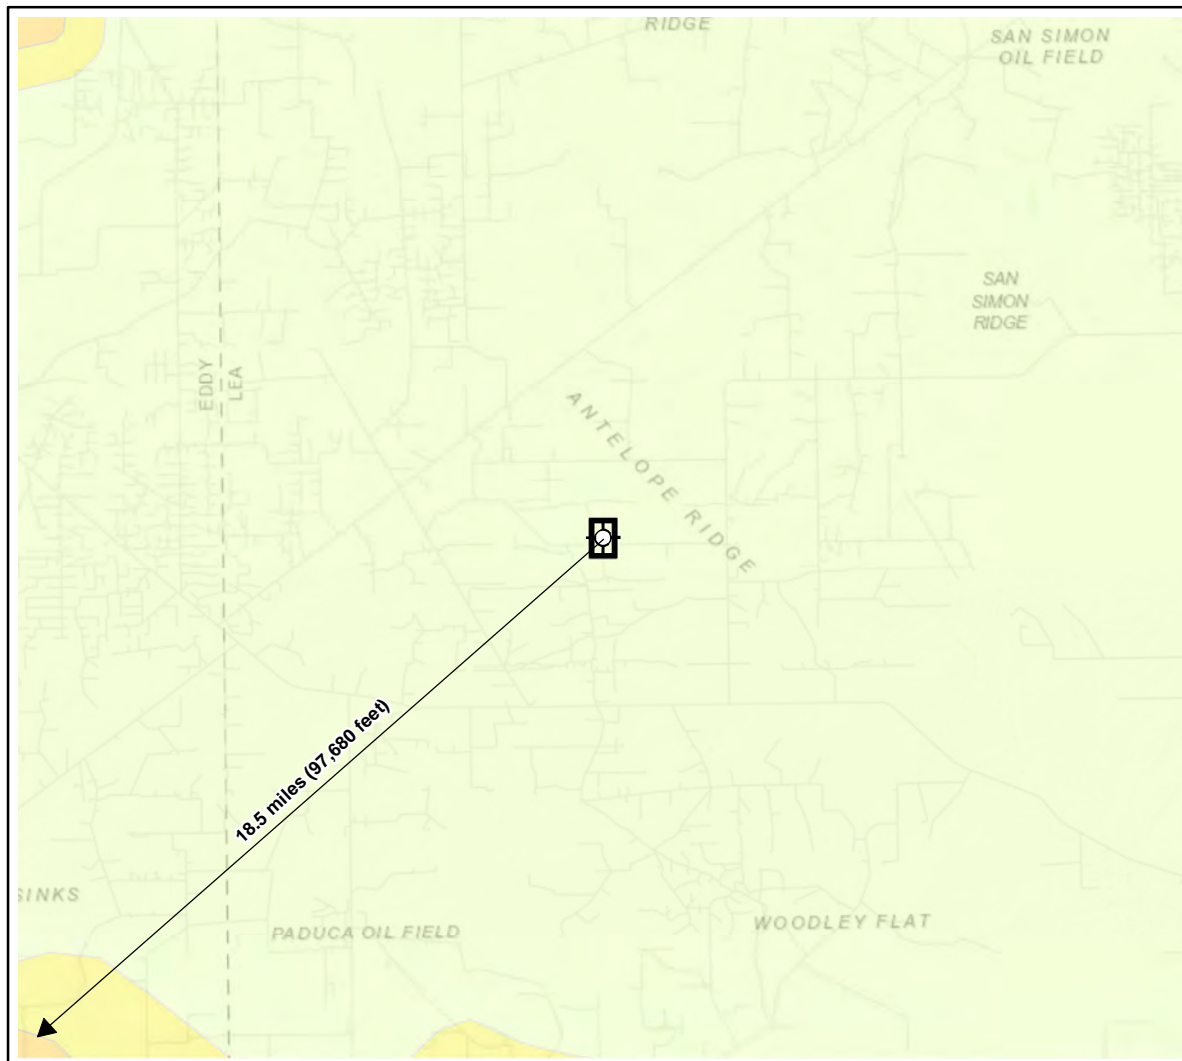 RIDGE
SAN SIMON
OIL FIELD
SAN
SIMON
RIDGE
EDDY
LEA
ANTELOPE RIDGE
18.5 miles (97,680 feet)
SINKS
PADUCA OIL FIELD
WOODLEY FLAT